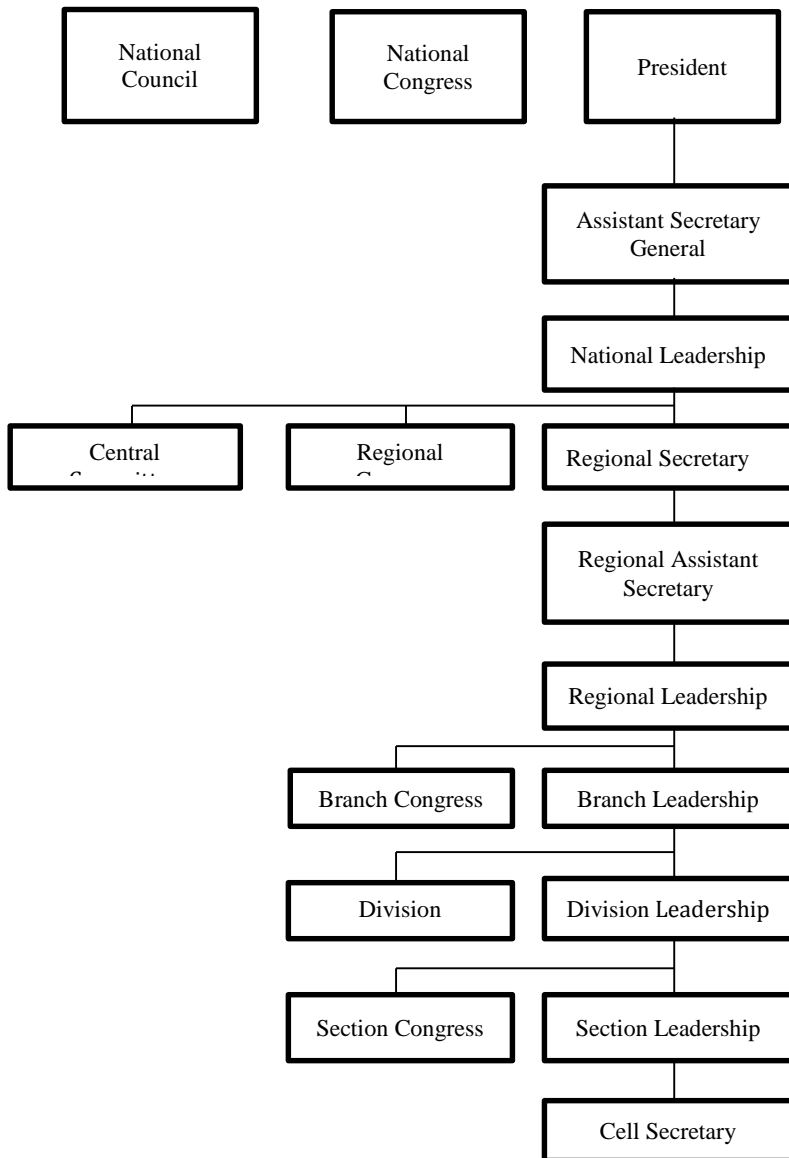 National
Council
National
Congress
President
Assistant Secretary
General
National Leadership
Central
Regional
Regional Secretary
Regional Assistant
Secretary
Regional Leadership
Branch Congress
Branch Leadership
Division
Division Leadership
Section Congress
Section Leadership
Cell Secretary